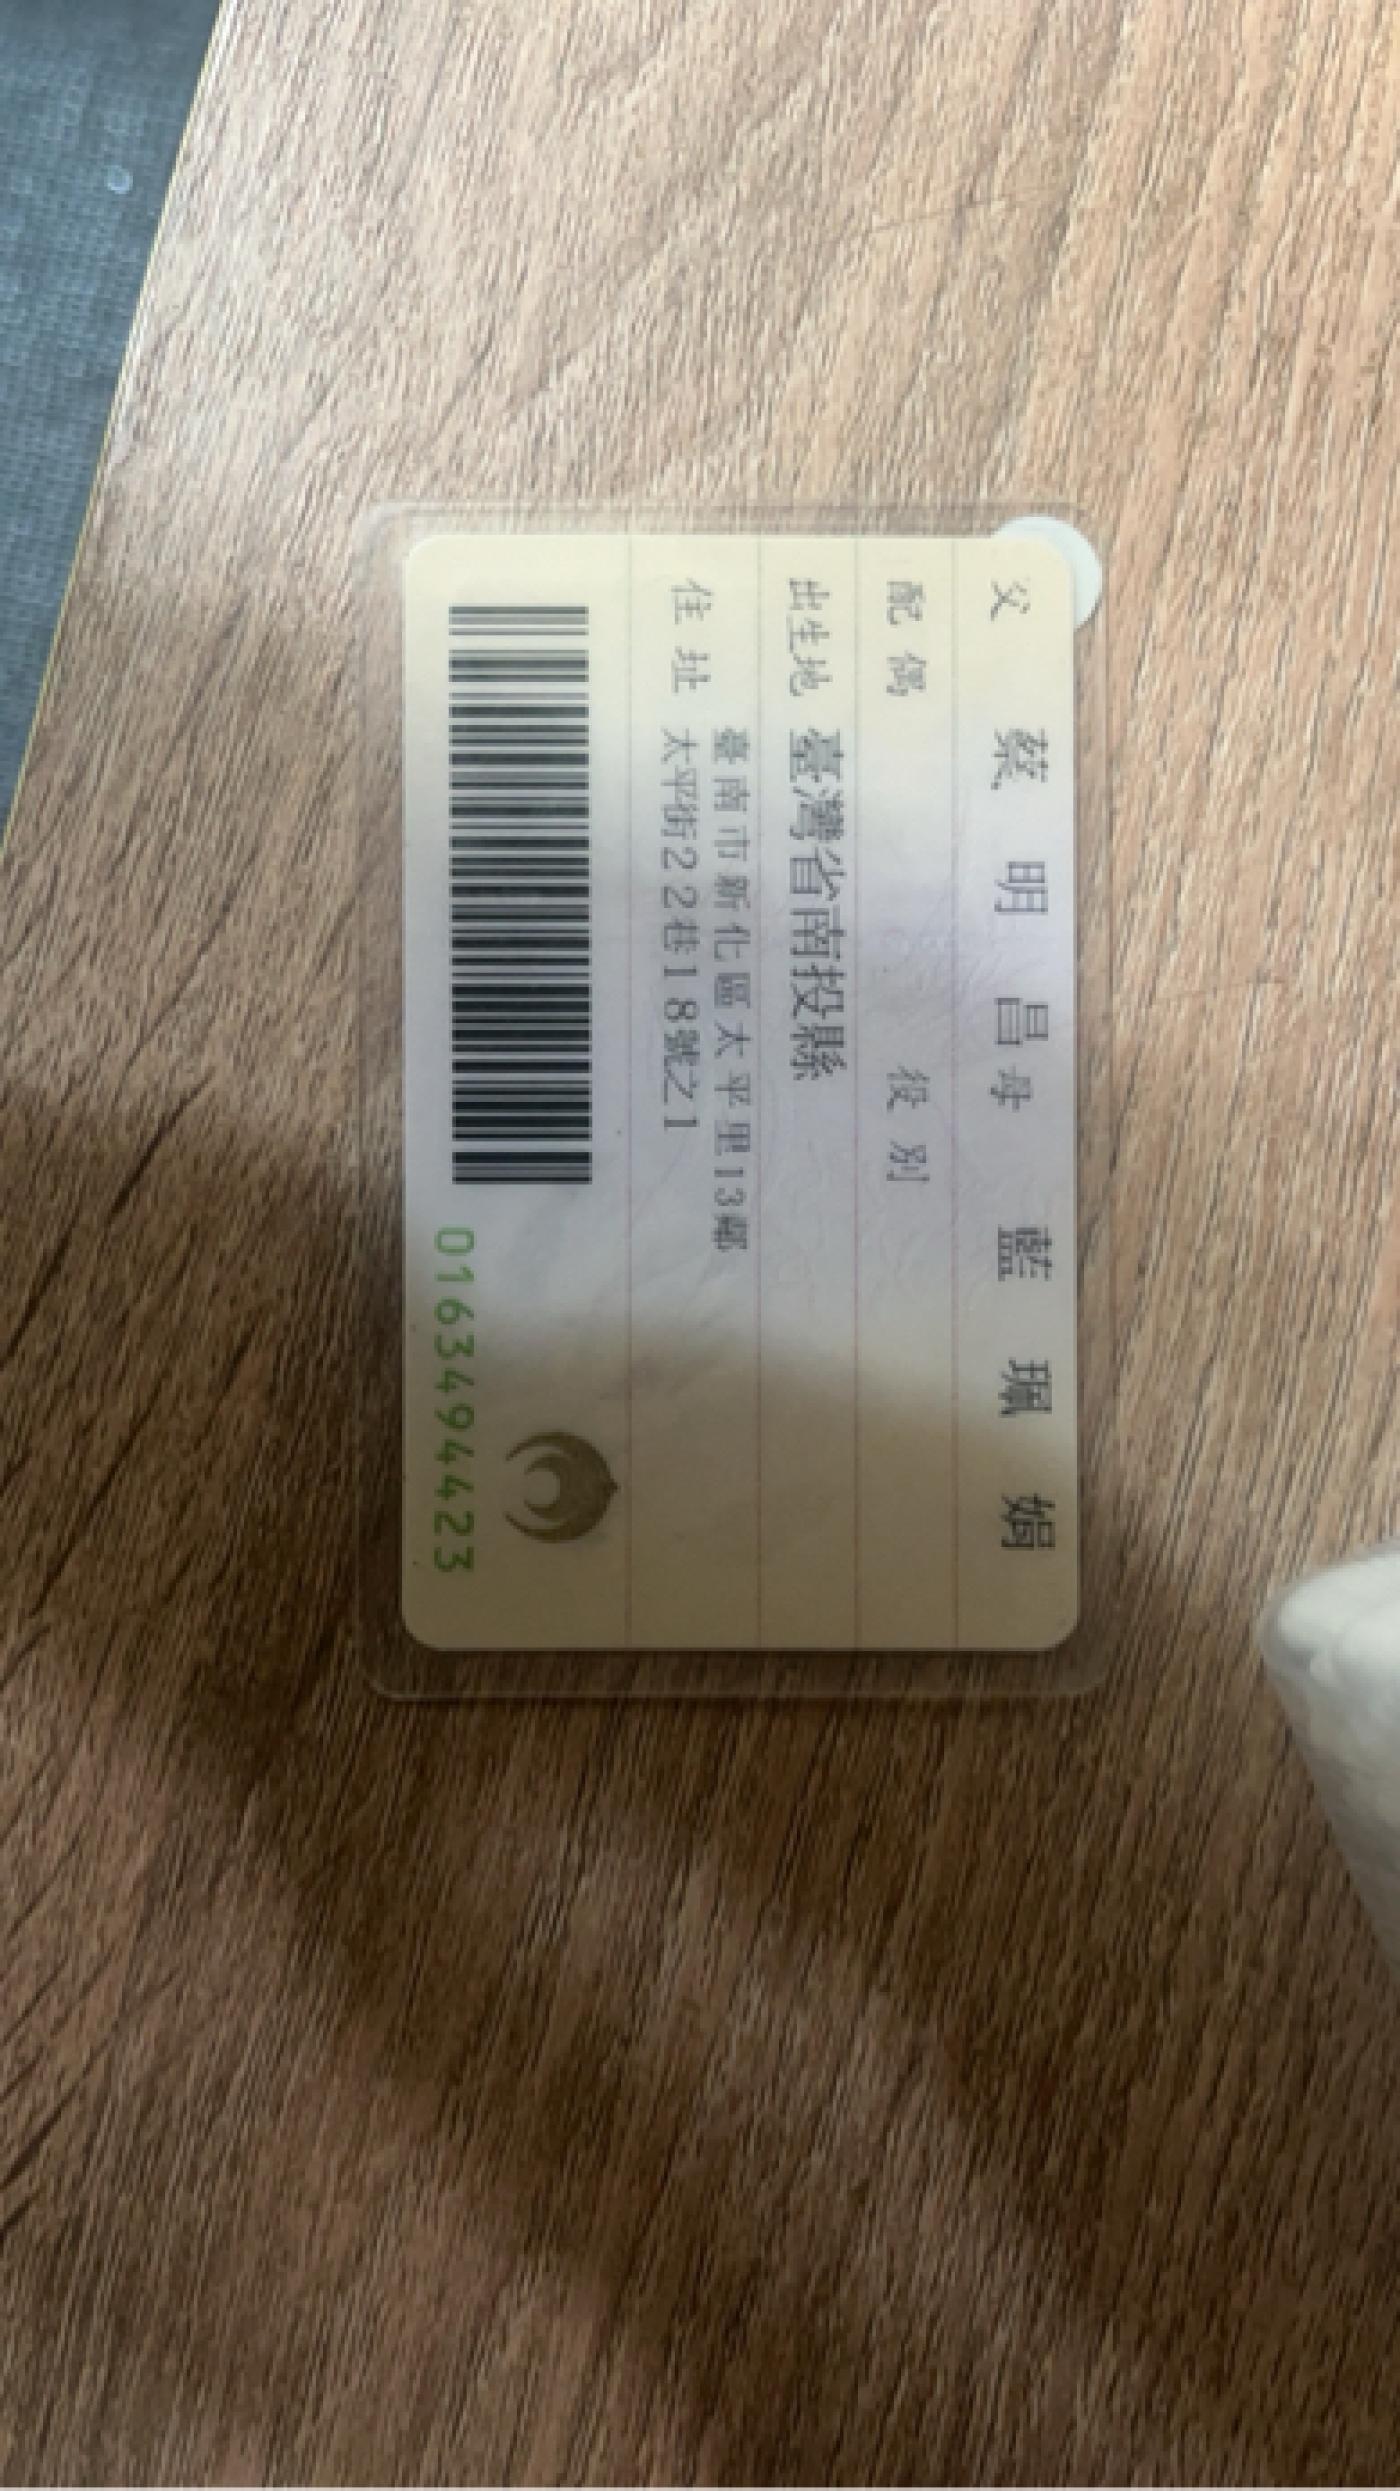 父 蔡明昌 母 藍珮娟
配偶 役別
出生地 臺灣省南投縣
住址 臺南市新化區太平里13鄰
太平街22巷18號之1
0163494423